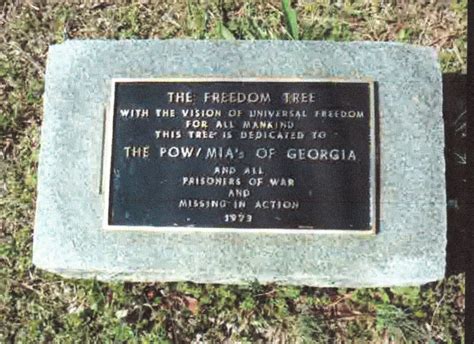 THE FREEDOM TREE
WITH THE VISION OF UNIVERSAL FREEDOM
FOR ALL MANKIND
THIS TREE IS DEDICATED TO
THE POW/MIA's OF GEORGIA
AND ALL
PRISONERS OF WAR
AND
MISSING IN ACTION
1973